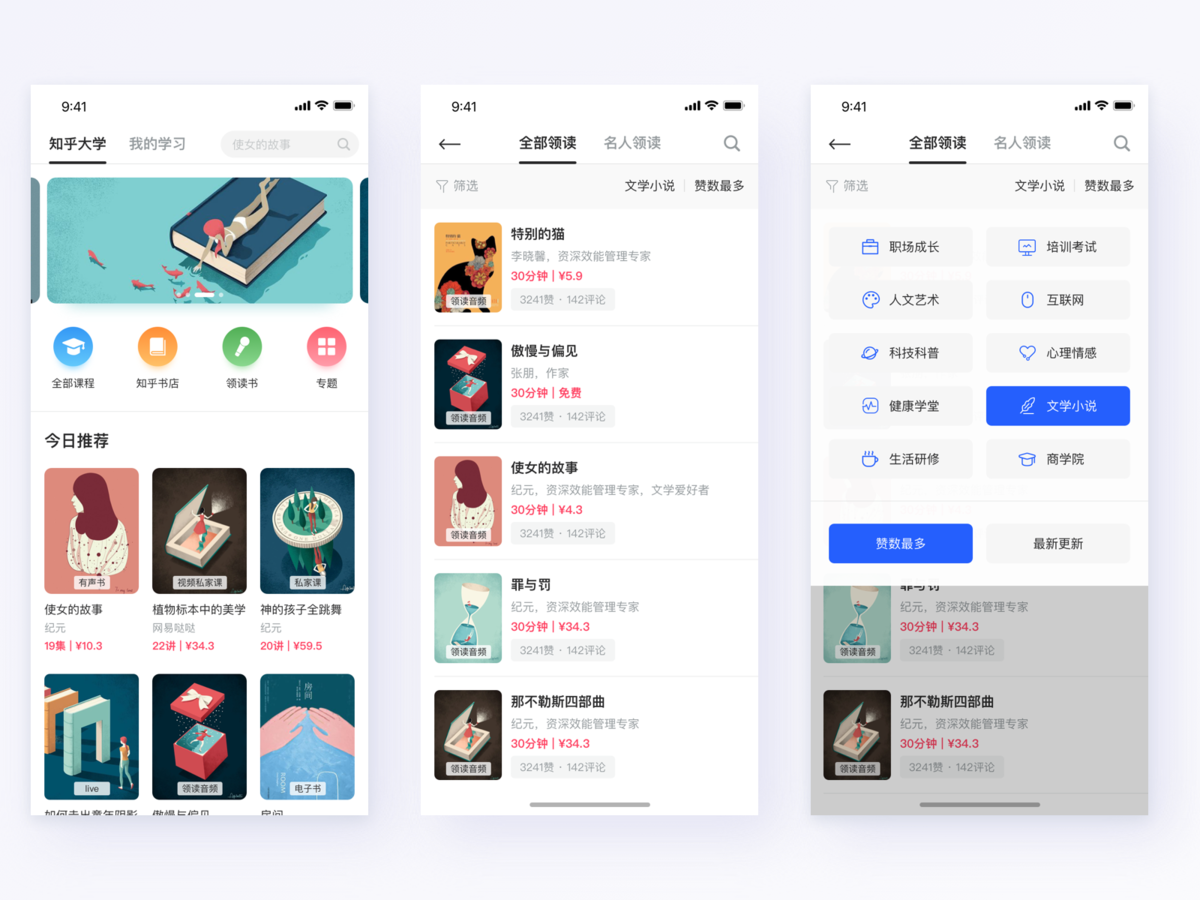 9:41
知乎大学 我的学习 使女的故事
全部课程 知乎书店 领读书 专题
今日推荐
有声书 视频私家课 私家课
使女的故事 植物标本中的美学 神的孩子全跳舞
纪元 网易哒哒 纪元
19集 | ¥10.3 22讲 | ¥34.3 20讲 | ¥59.5
房间
ROOM
live 领读音频 电子书
如何走出童年阴影 傲慢与偏见 房间
9:41
全部领读 名人领读
筛选 文学小说 赞数最多
特别的猫
李晓馨，资深效能管理专家
30分钟 | ¥5.9
领读音频 3241赞 · 142评论
傲慢与偏见
张朋，作家
30分钟 | 免费
领读音频 3241赞 · 142评论
使女的故事
纪元，资深效能管理专家，文学爱好者
30分钟 | ¥4.3
领读音频 3241赞 · 142评论
罪与罚
纪元，资深效能管理专家
30分钟 | ¥34.3
领读音频 3241赞 · 142评论
那不勒斯四部曲
纪元，资深效能管理专家
30分钟 | ¥34.3
领读音频 3241赞 · 142评论
9:41
全部领读 名人领读
筛选 文学小说 赞数最多
职场成长 培训考试
人文艺术 互联网
科技科普 心理情感
健康学堂 文学小说
生活研修 商学院
赞数最多 最新更新
罪与罚
纪元，资深效能管理专家
30分钟 | ¥34.3
领读音频 3241赞 · 142评论
那不勒斯四部曲
纪元，资深效能管理专家
30分钟 | ¥34.3
领读音频 3241赞 · 142评论